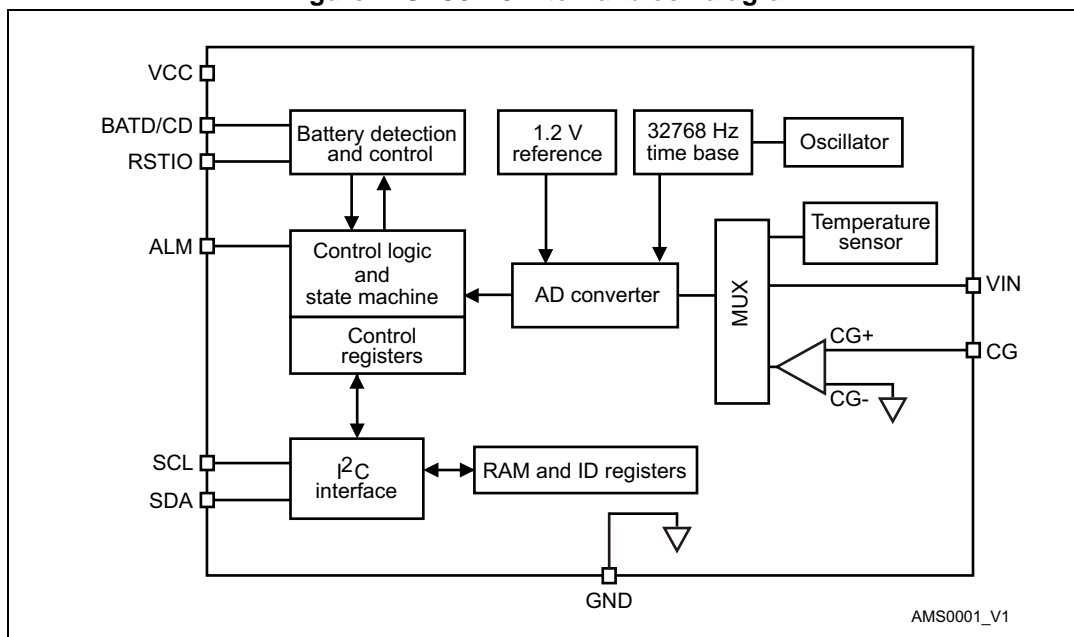 VCC
BATD/CD
RSTIO
ALM
SCL
SDA
Battery detection
and control
1.2 V
reference
32768 Hz
time base
Oscillator
Control logic
and
state machine
Control
registers
AD converter
MUX
Temperature
sensor
VIN
CG+
CG
CG-
I2C
interface
RAM and ID registers
GND
AMS0001_V1